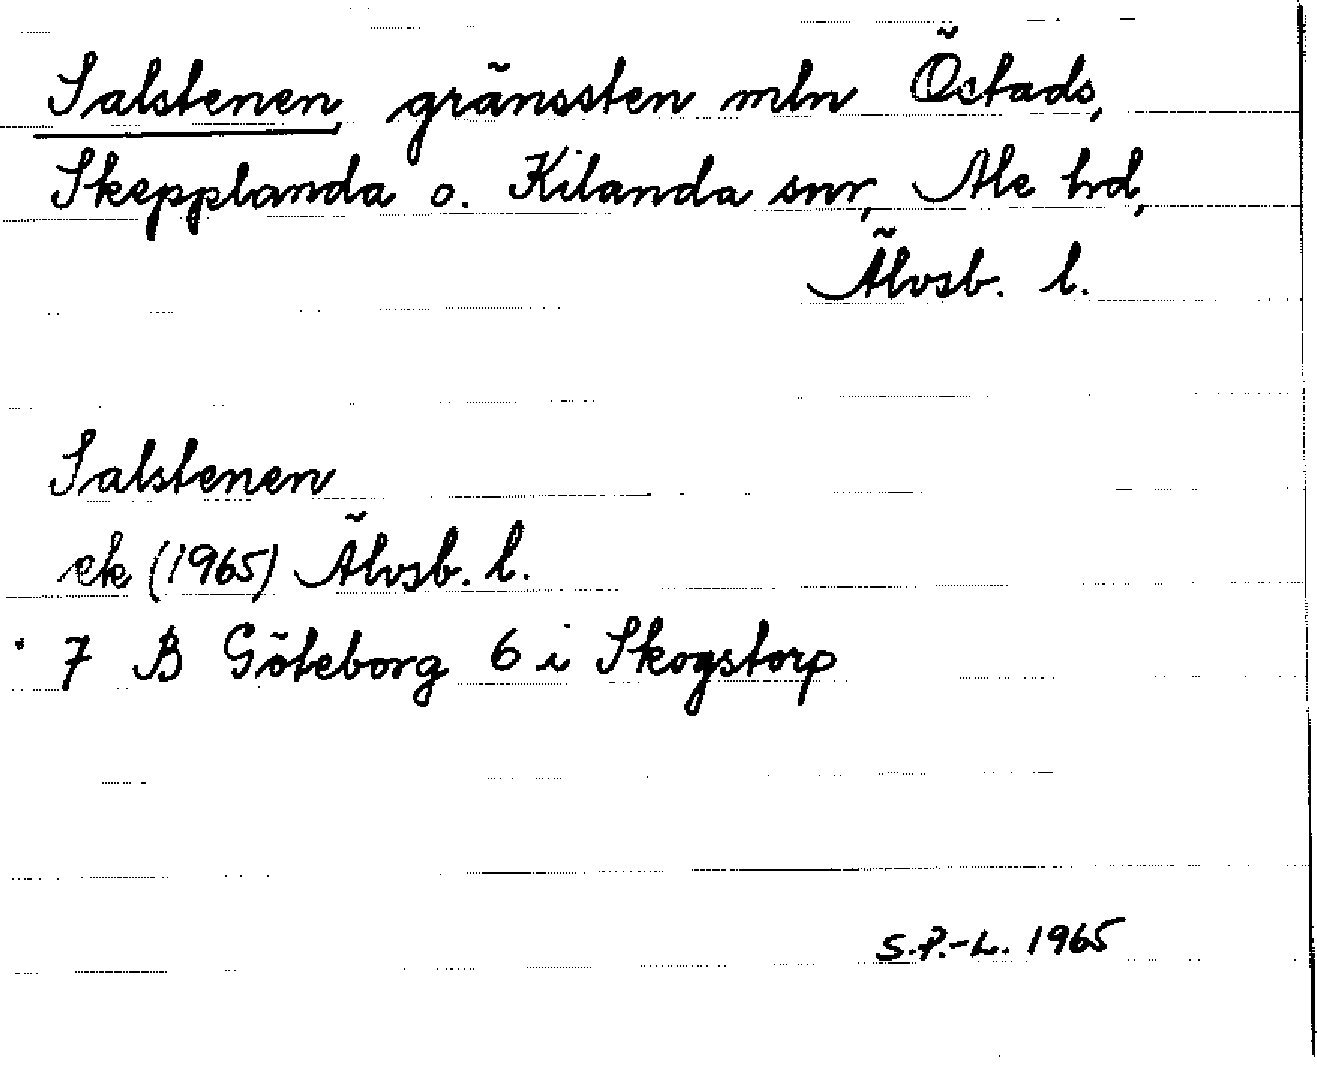 Salstenen, gränssten mln Östads,
Skepplanda o. Kilanda snr, Ale hd,
Älvsb. l.
Salstenen
ek (1965) Älvsb. l.
7 B Göteborg 6 i Skogstorp
S.P.-L. 1965